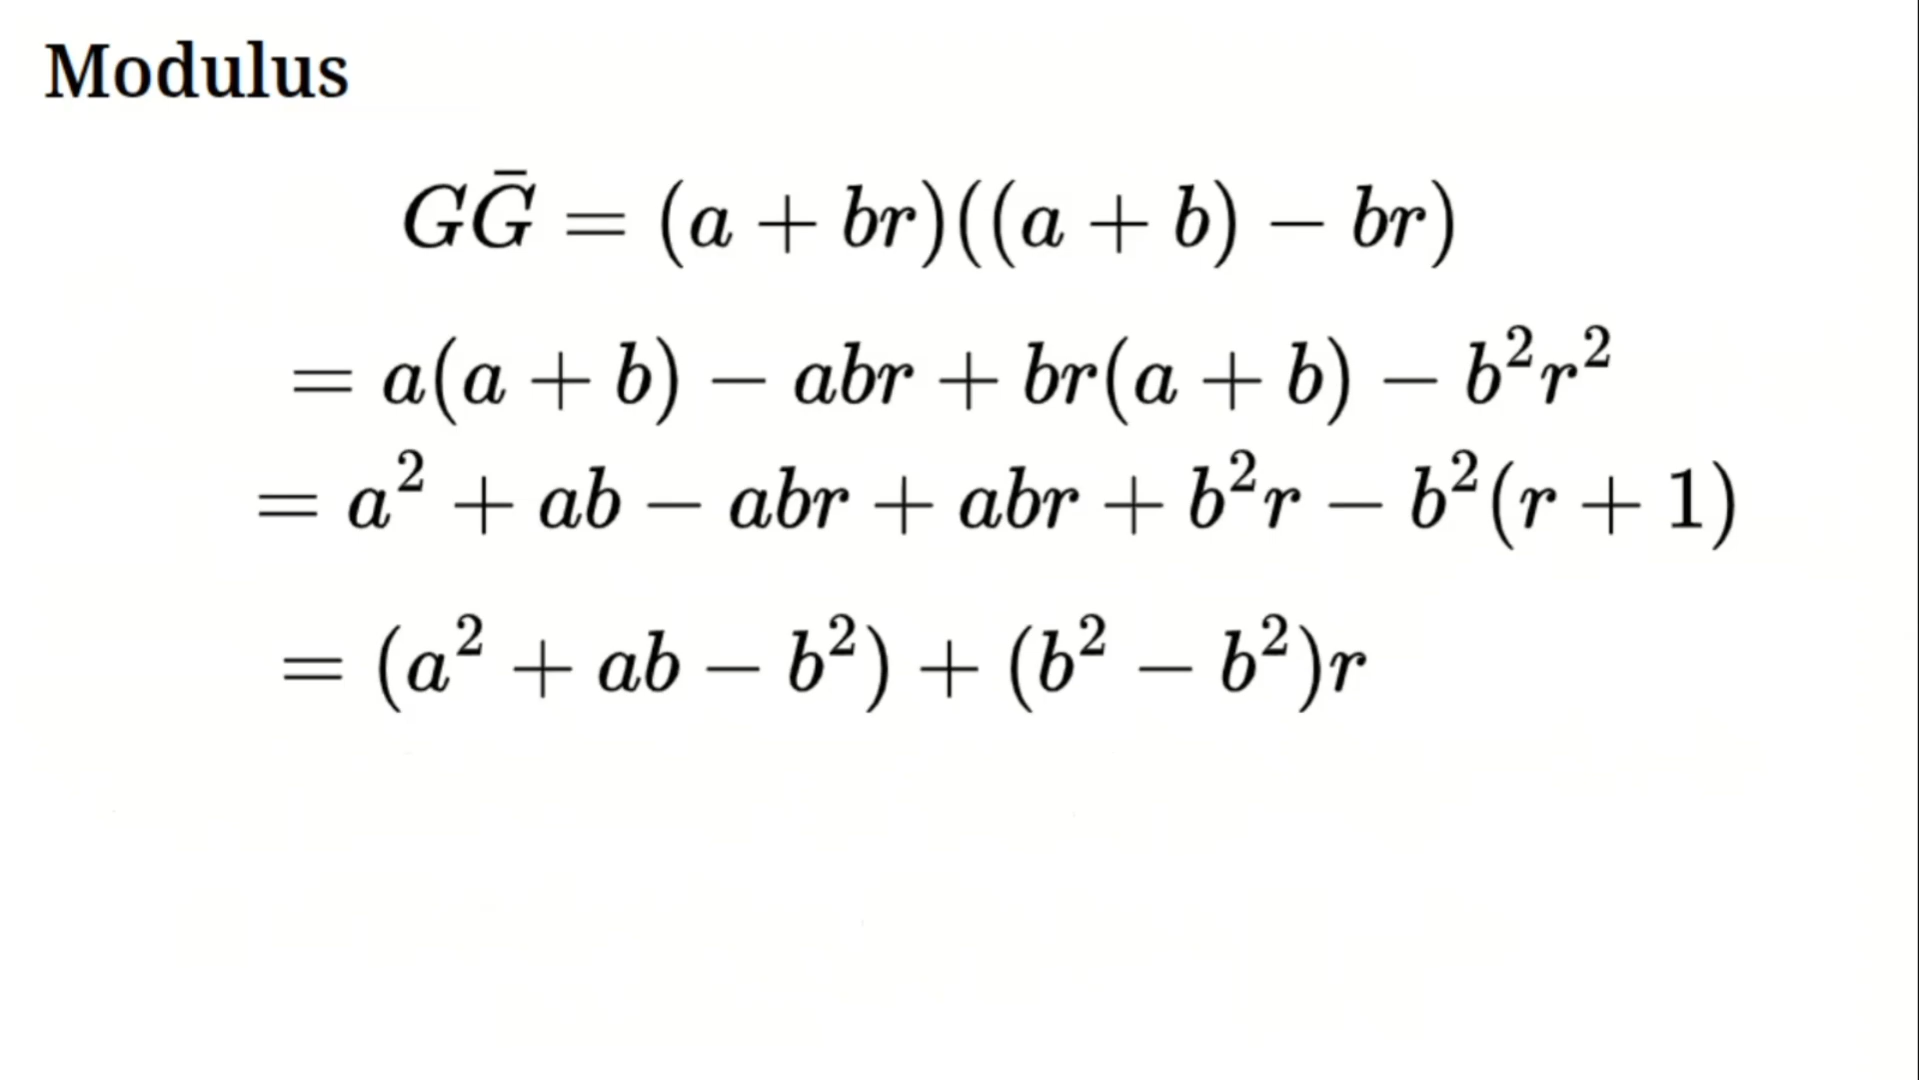 Modulus
GḠ = (a + br)((a + b) − br)
= a(a + b) − abr + br(a + b) − b²r²
= a² + ab − abr + abr + b²r − b²(r + 1)
= (a² + ab − b²) + (b² − b²)r